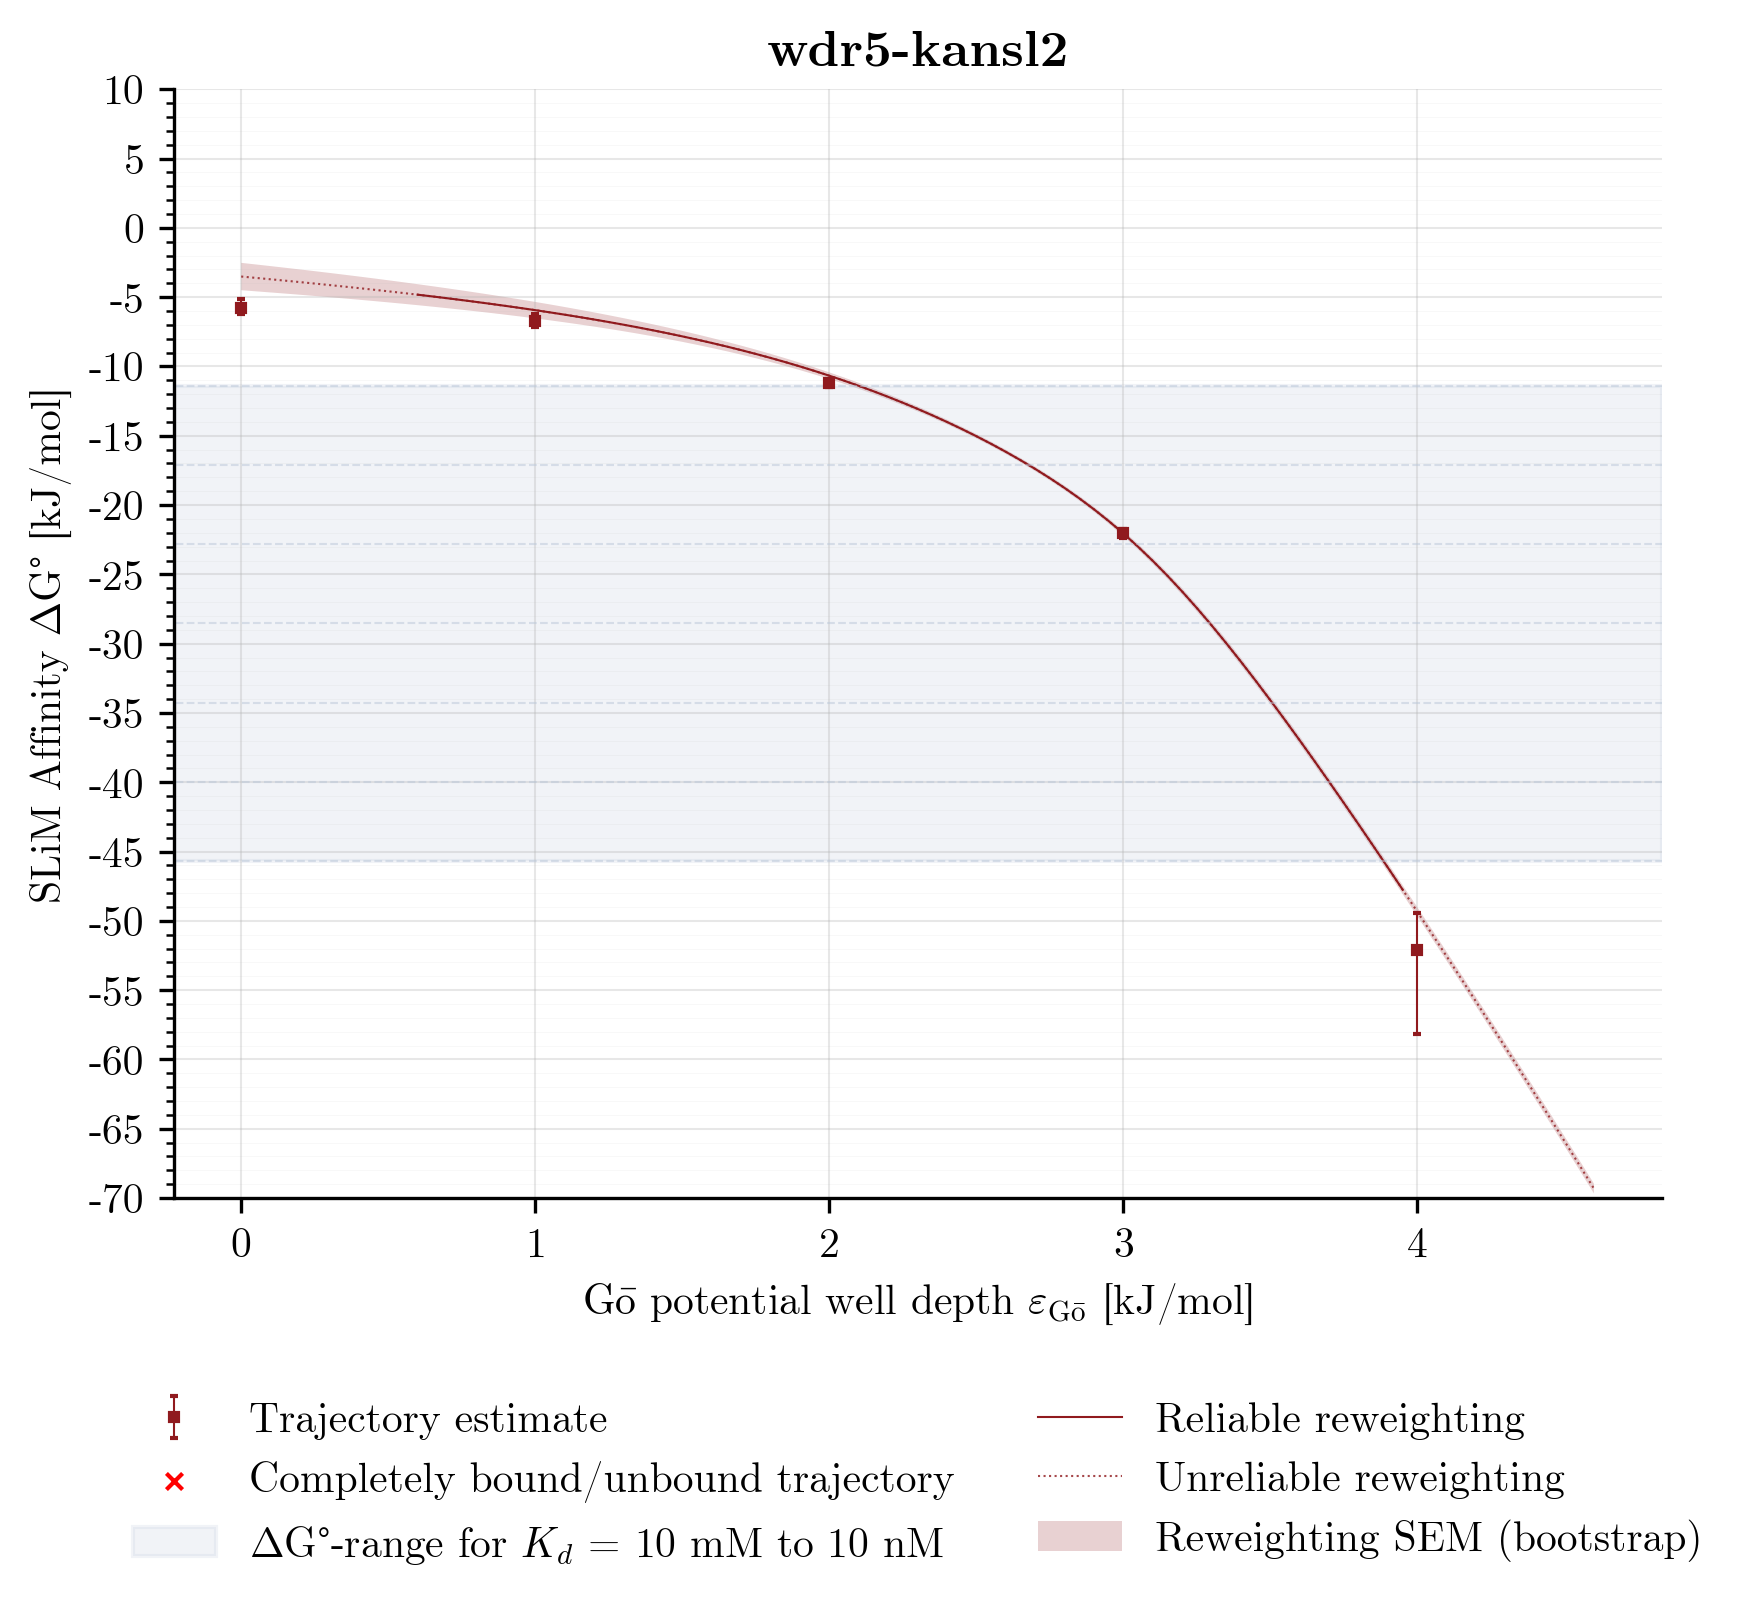 wdr5-kansl2
10
5
0
-5
-10
-15
-20
-25
-30
-35
-40
-45
-50
-55
-60
-65
-70
SLiM Affinity ΔG° [kJ/mol]
0 1 2 3 4
Gō potential well depth ε_Gō [kJ/mol]
Trajectory estimate
Completely bound/unbound trajectory
ΔG°-range for K_d = 10 mM to 10 nM
Reliable reweighting
Unreliable reweighting
Reweighting SEM (bootstrap)